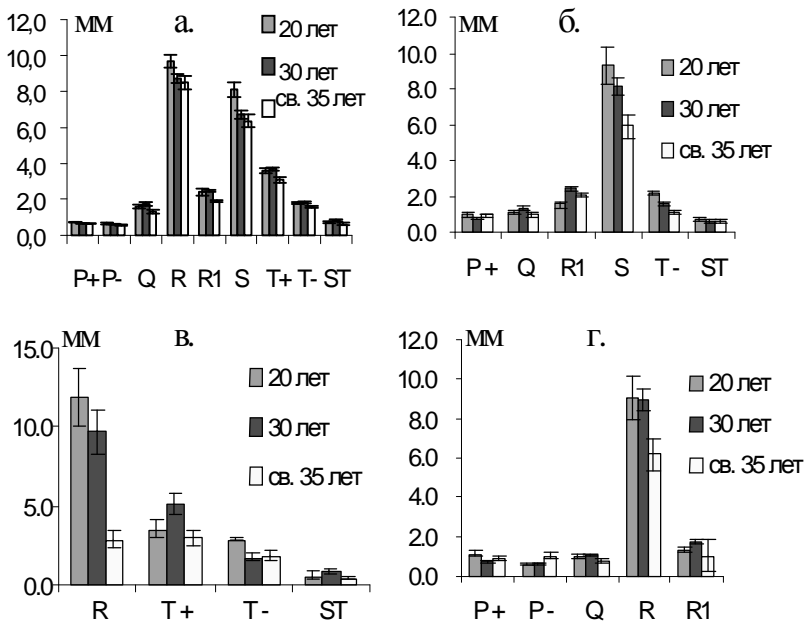 мм
а.
12,0
10,0
8,0
6,0
4,0
2,0
0,0
20 лет
30 лет
св. 35 лет
P+ P- Q R R1 S T+ T- ST
мм
б.
12.0
10.0
8.0
6.0
4.0
2.0
0.0
20 лет
30 лет
св. 35 лет
P+ Q R1 S T- ST
мм
в.
15.0
10.0
5.0
0.0
20 лет
30 лет
св. 35 лет
R T+ T- ST
мм
г.
12.0
10.0
8.0
6.0
4.0
2.0
0.0
20 лет
30 лет
св. 35 лет
P+ P- Q R R1